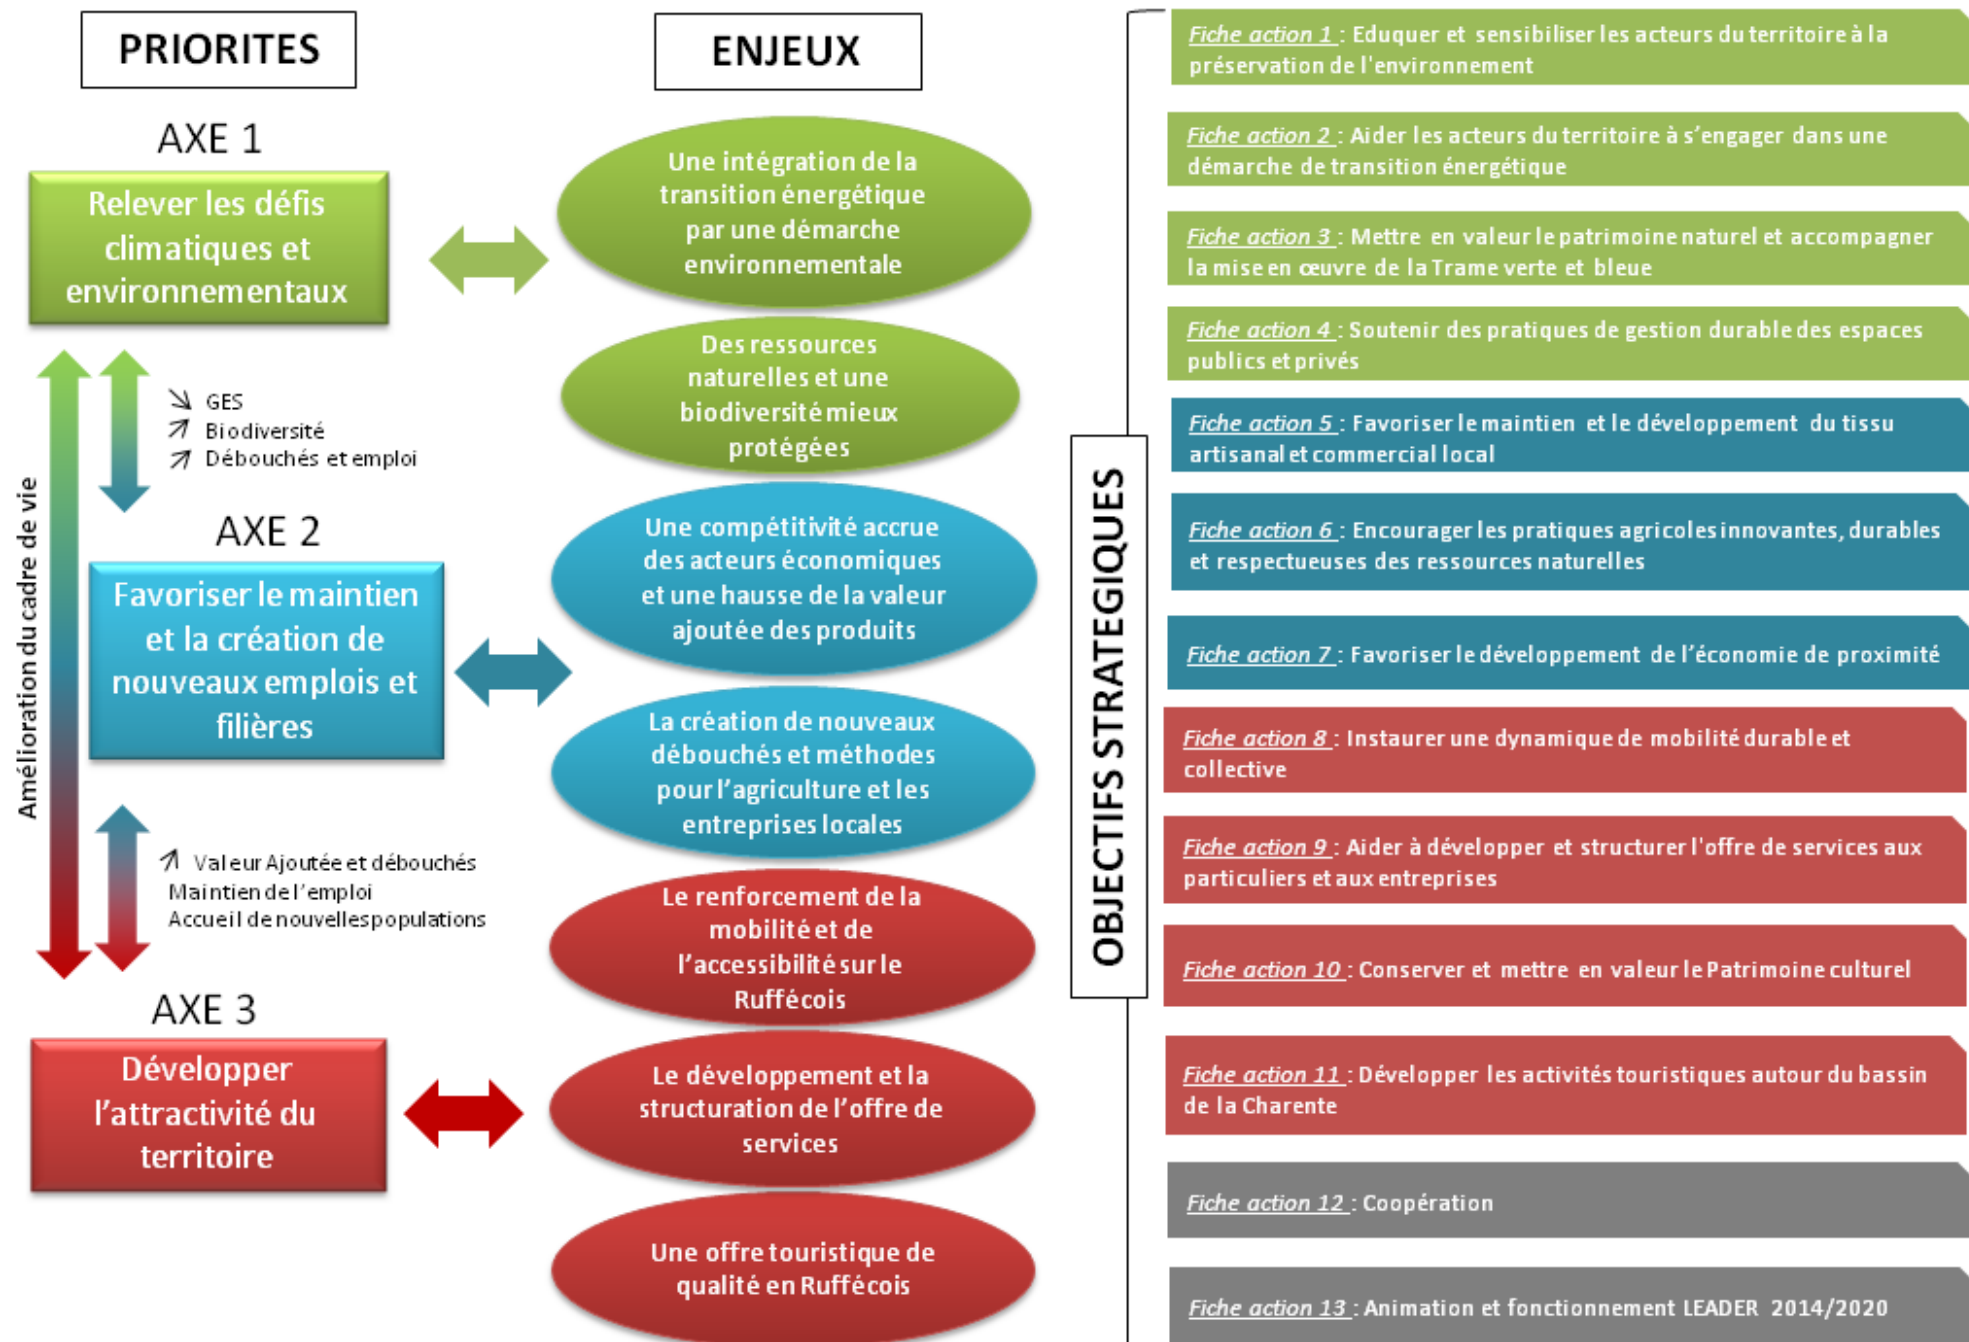 PRIORITES
AXE 1
Relever les défis
climatiques et
environnementaux
GES
Biodiversité
Débouchés et emploi
Amélioration du cadre de vie
AXE 2
Favoriser le maintien
et la création de
nouveaux emplois et
filières
Valeur Ajoutée et débouchés
Maintien de l'emploi
Accueil de nouvelles populations
AXE 3
Développer
l'attractivité du
territoire
ENJEUX
Une intégration de la
transition énergétique
par une démarche
environnementale
Des ressources
naturelles et une
biodiversité mieux
protégées
Une compétitivité accrue
des acteurs économiques
et une hausse de la valeur
ajoutée des produits
La création de nouveaux
débouchés et méthodes
pour l'agriculture et les
entreprises locales
Le renforcement de la
mobilité et de
l'accessibilité sur le
Ruffécois
Le développement et la
structuration de l'offre de
services
Une offre touristique de
qualité en Ruffécois
OBJECTIFS STRATEGIQUES
Fiche action 1 : Eduquer et sensibiliser les acteurs du territoire à la
préservation de l'environnement
Fiche action 2 : Aider les acteurs du territoire à s'engager dans une
démarche de transition énergétique
Fiche action 3 : Mettre en valeur le patrimoine naturel et accompagner
la mise en œuvre de la Trame verte et bleue
Fiche action 4 : Soutenir des pratiques de gestion durable des espaces
publics et privés
Fiche action 5 : Favoriser le maintien et le développement du tissu
artisanal et commercial local
Fiche action 6 : Encourager les pratiques agricoles innovantes, durables
et respectueuses des ressources naturelles
Fiche action 7 : Favoriser le développement de l'économie de proximité
Fiche action 8 : Instaurer une dynamique de mobilité durable et
collective
Fiche action 9 : Aider à développer et structurer l'offre de services aux
particuliers et aux entreprises
Fiche action 10 : Conserver et mettre en valeur le Patrimoine culturel
Fiche action 11 : Développer les activités touristiques autour du bassin
de la Charente
Fiche action 12 : Coopération
Fiche action 13 : Animation et fonctionnement LEADER 2014/2020